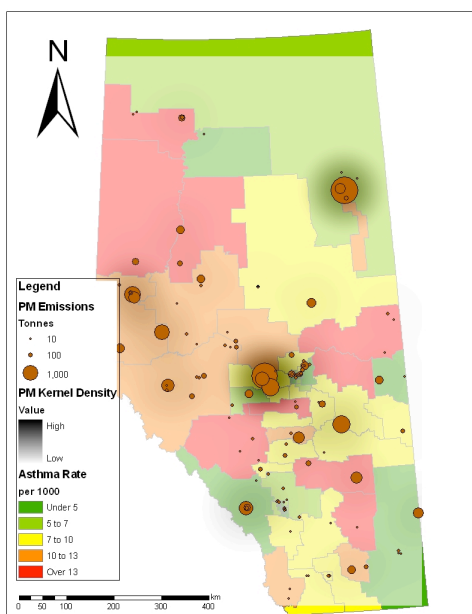 N
Legend
PM Emissions
Tonnes
10
100
1,000
PM Kernel Density
Value
High
Low
Asthma Rate
per 1000
Under 5
5 to 7
7 to 10
10 to 13
Over 13
km
0 25 50 100 200 300 400